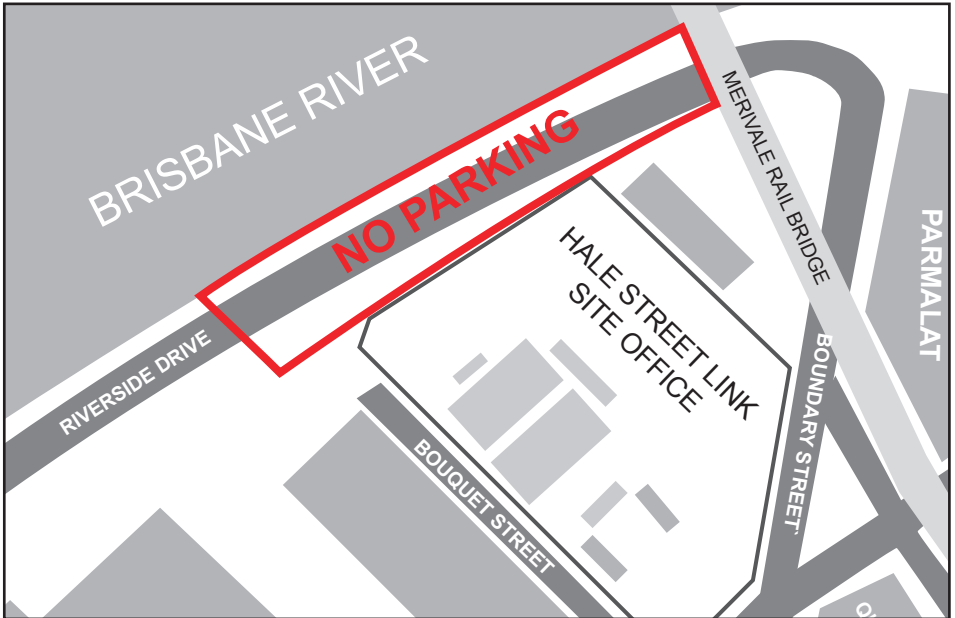 BRISBANE RIVER
NO PARKING
MERIVALE RAIL BRIDGE
PARMALAT
HALE STREET LINK
SITE OFFICE
RIVERSIDE DRIVE
BOUNDARY STREET
BOUQUET STREET